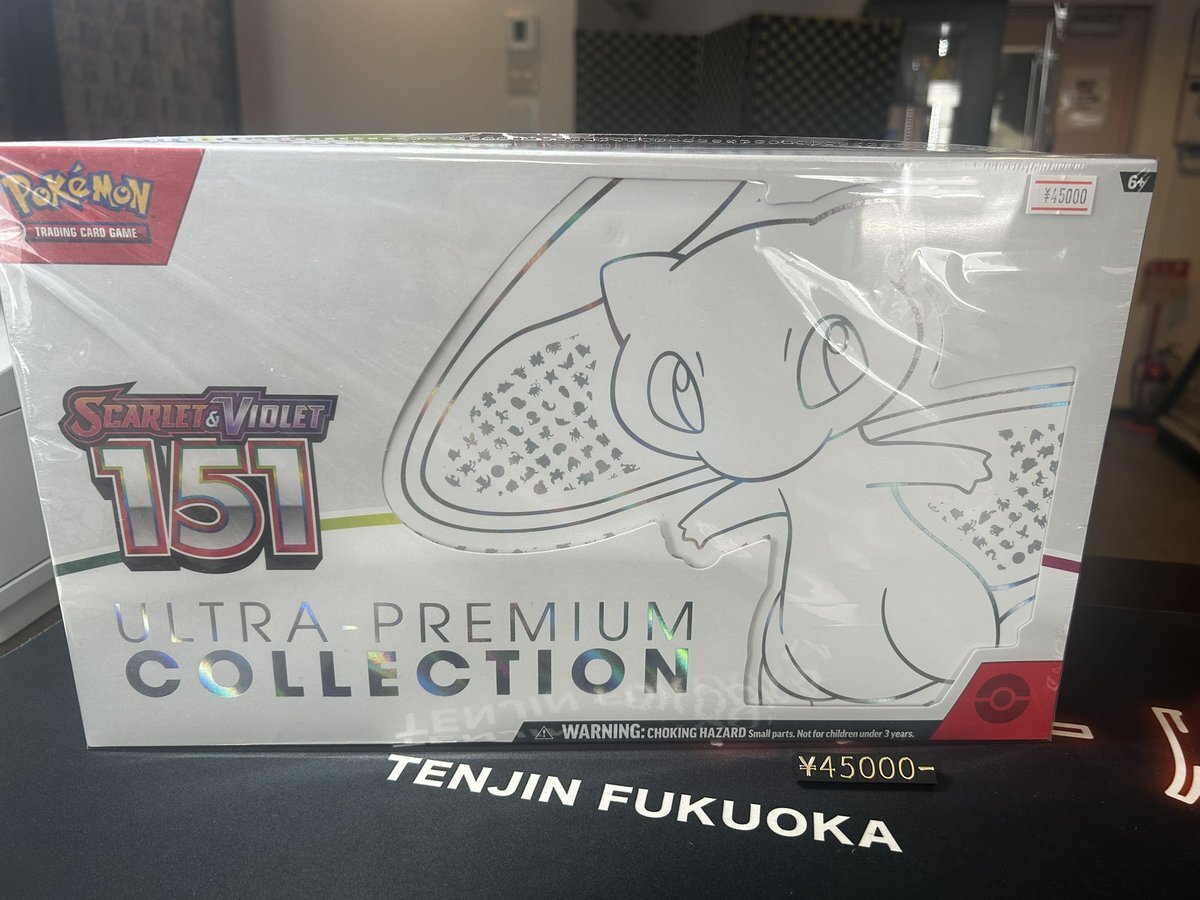 POKéMON
TRADING CARD GAME
¥45000
6+
SCARLET & VIOLET
151
ULTRA-PREMIUM
COLLECTION
WARNING: CHOKING HAZARD Small parts. Not for children under 3 years.
¥45000-
TENJIN FUKUOKA